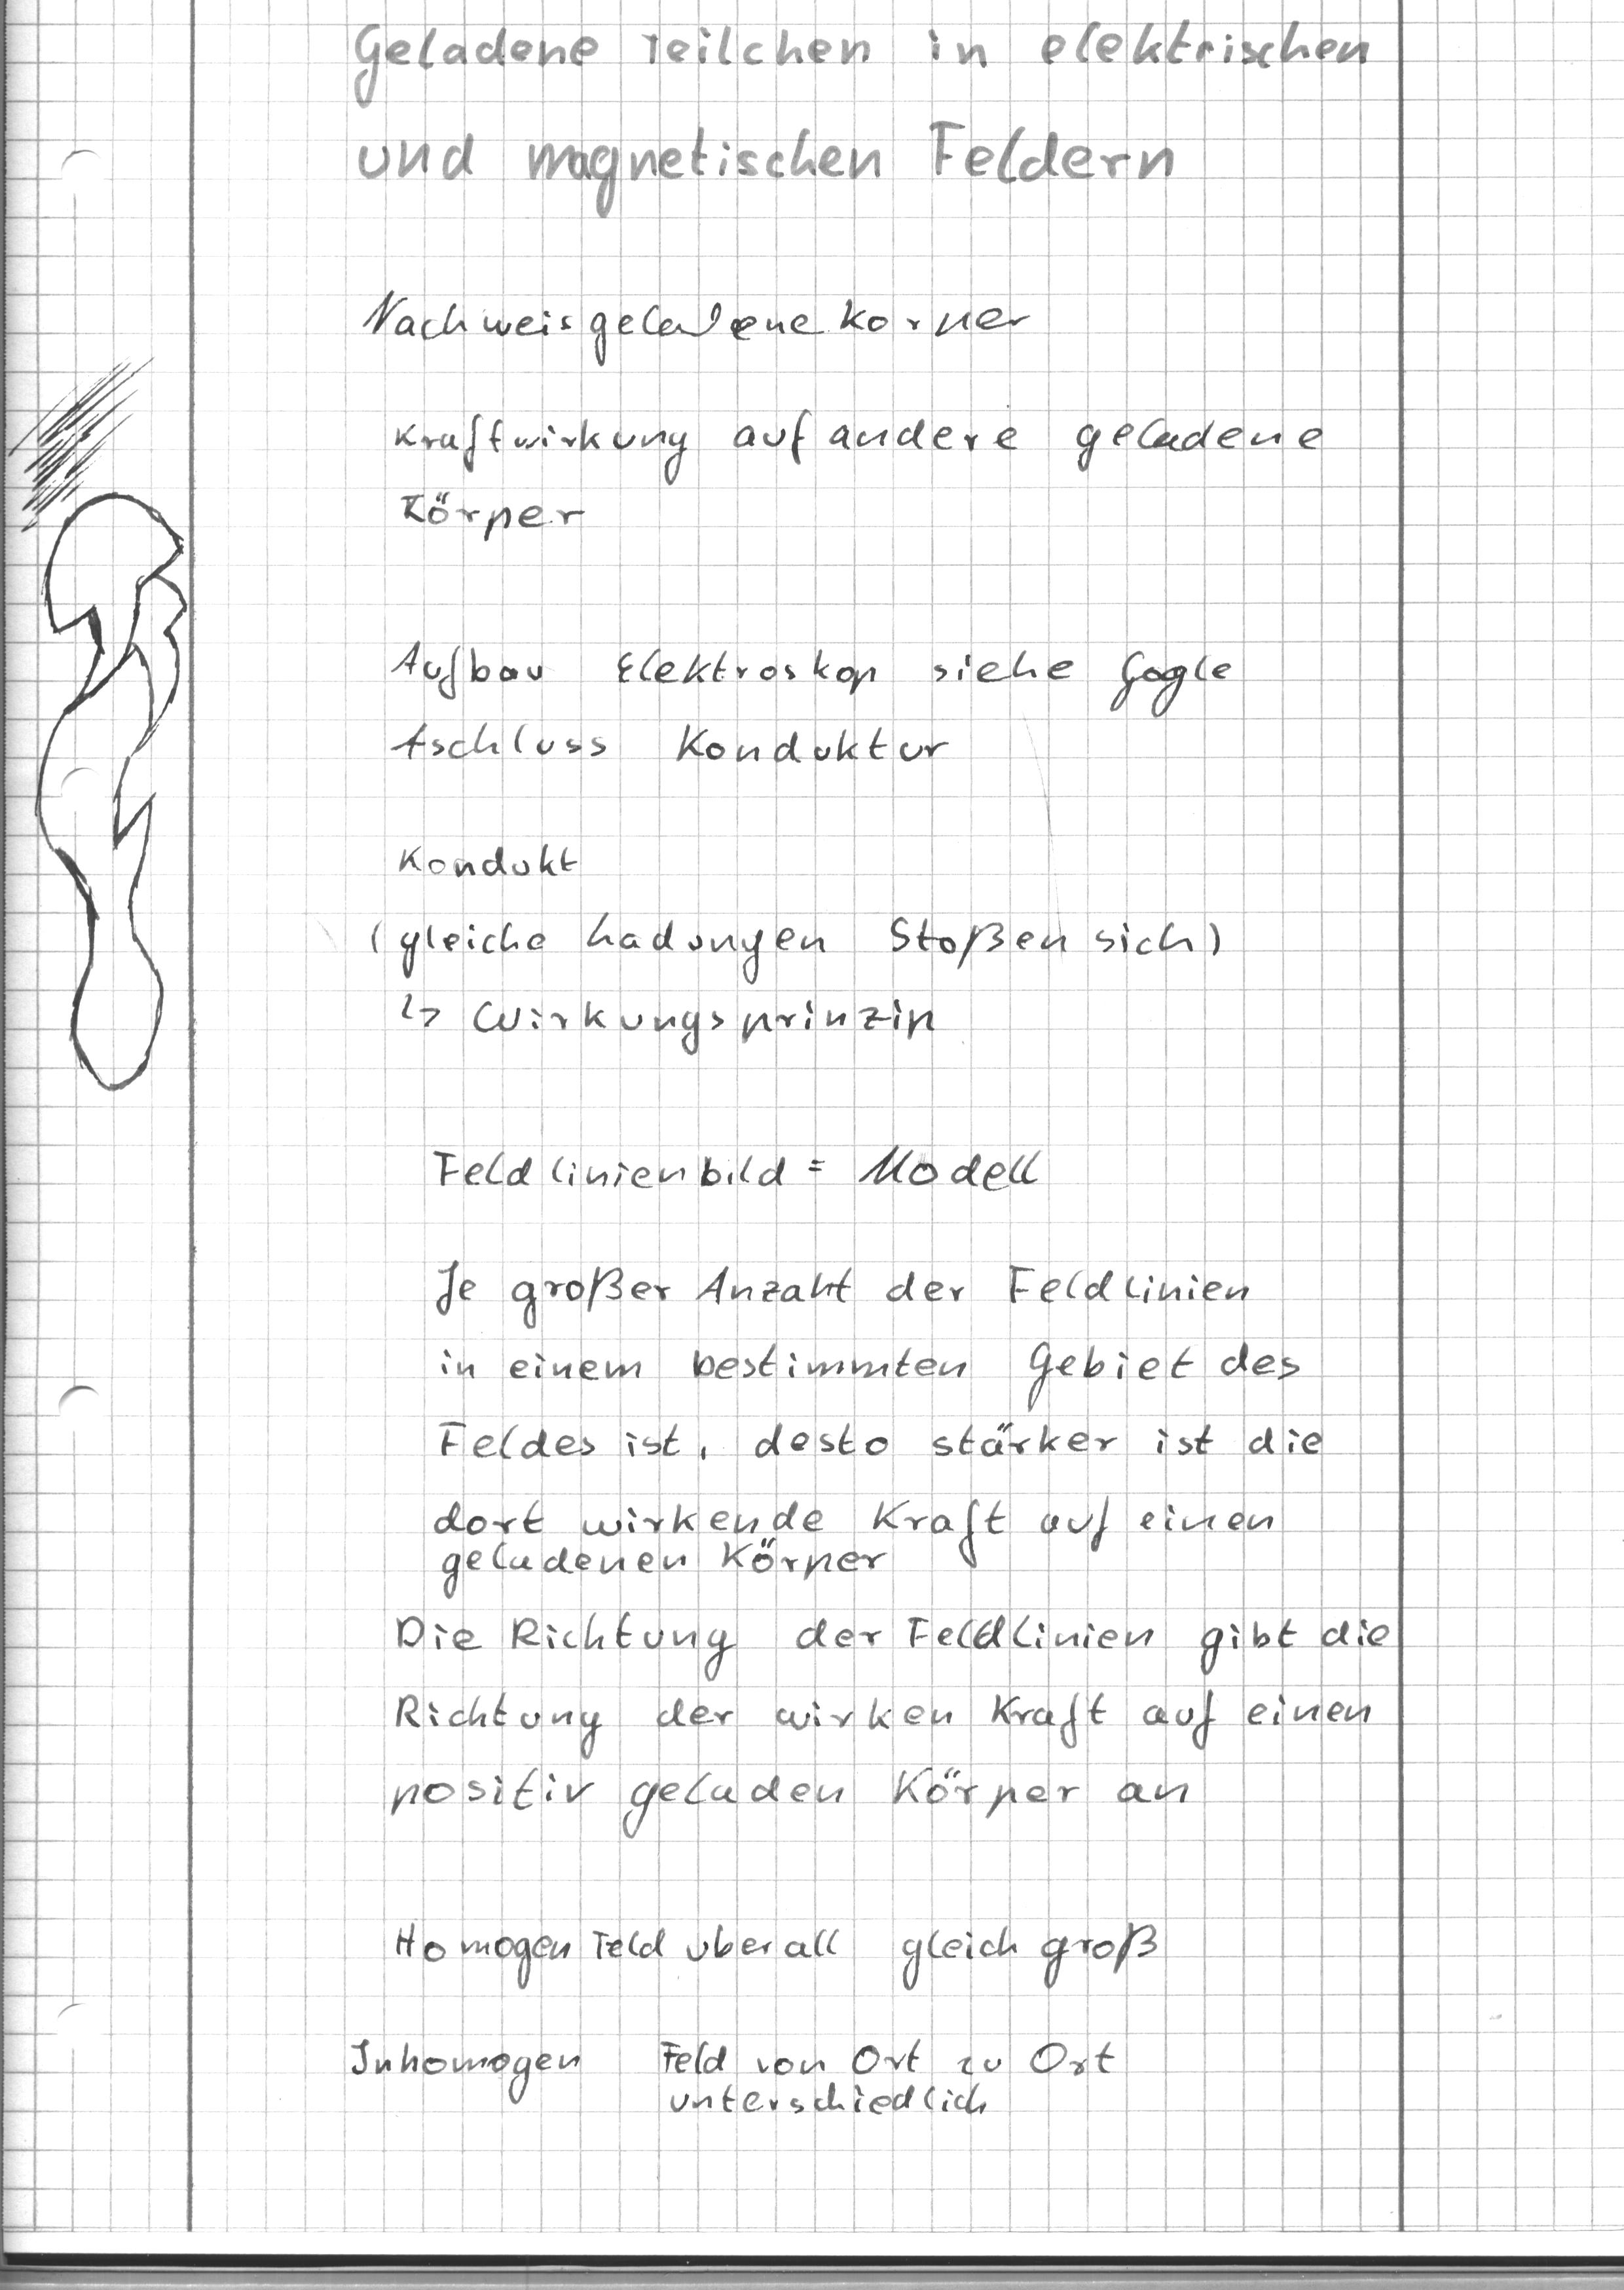 Geladene Teilchen in elektrischen
und magnetischen Feldern
Nachweis geladene Korper
Kraftwirkung auf andere geladene
Körper
Aufbau Elektroskop siehe Gogle
Aschluss Konduktur
Kondukt
(gleiche Ladungen Stoßen sich)
↳ Wirkungsprinzip
Feldlinienbild = Modell
Je großer Anzahl der Feldlinien
in einem bestimmten Gebiet des
Feldes ist, desto stärker ist die
dort wirkende Kraft auf einen
geladenen Körper
Die Richtung der Feldlinien gibt die
Richtung der wirken Kraft auf einen
positiv geladen Körper an
Homogen Feld uberall gleich groß
Inhomogen Feld von Ort zu Ort
unterschiedlich